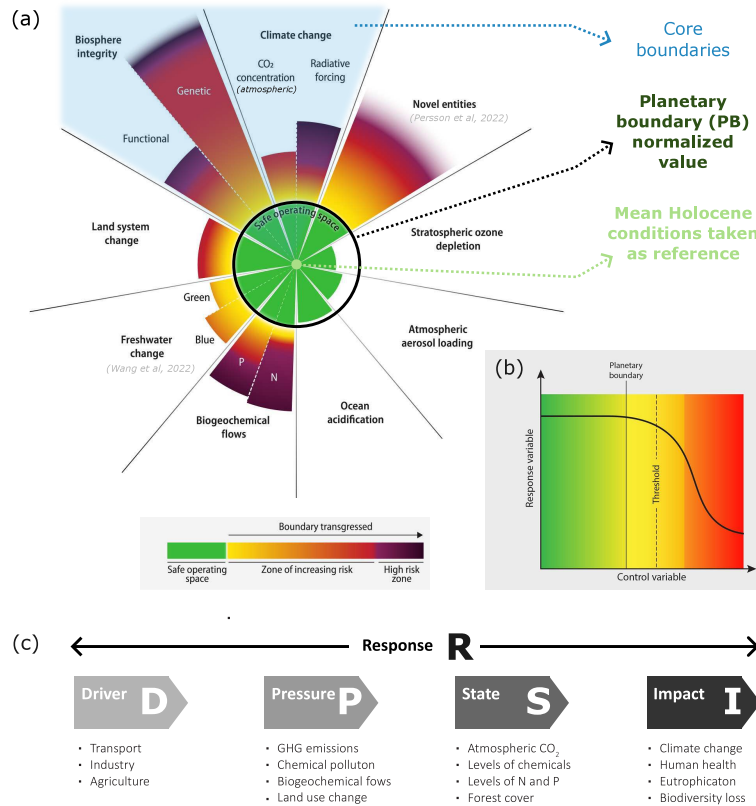 (a)
Biosphere
integrity
Climate change
CO₂
concentration
(atmospheric)
Radiative
forcing
Genetic
Functional
Novel entities
(Persson et al, 2022)
Core
boundaries
Planetary
boundary (PB)
normalized
value
Mean Holocene
conditions taken
as reference
Safe operating space
Land system
change
Stratospheric ozone
depletion
Green
Blue
Freshwater
change
(Wang et al, 2022)
P
N
Atmospheric
aerosol loading
Biogeochemical
flows
Ocean
acidification
Boundary transgressed
Safe operating
space
Zone of increasing risk
High risk
zone
(b)
Planetary
boundary
Response variable
Threshold
Control variable
(c)
Response R
Driver D
Pressure P
State S
Impact I
• Transport
• Industry
• Agriculture
• GHG emissions
• Chemical polluton
• Biogeochemical fows
• Land use change
• Atmospheric CO₂
• Levels of chemicals
• Levels of N and P
• Forest cover
• Climate change
• Human health
• Eutrophicaton
• Biodiversity loss